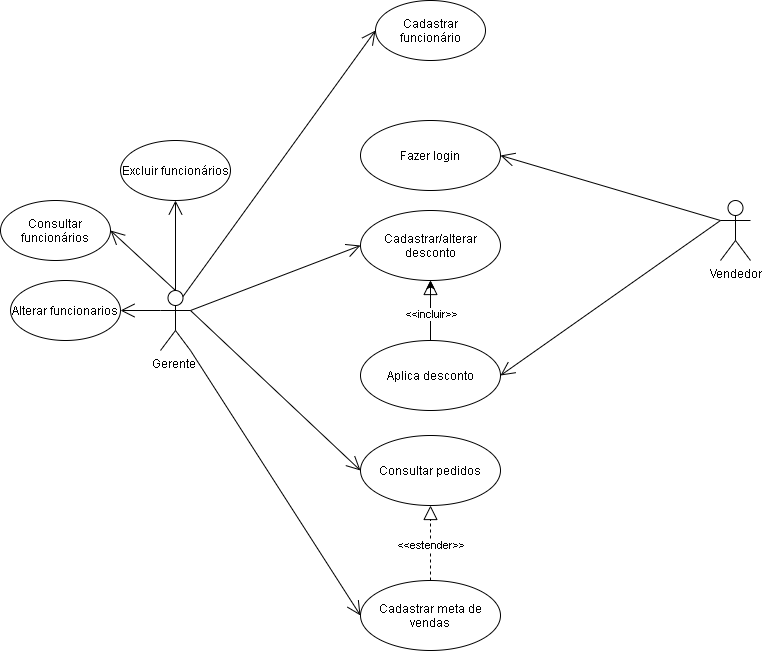 Cadastrar
funcionário
Fazer login
Excluir funcionários
Consultar
funcionários
Cadastrar/alterar
desconto
Vendedor
Alterar funcionarios
<<incluir>>
Gerente
Aplica desconto
Consultar pedidos
<<estender>>
Cadastrar meta de
vendas